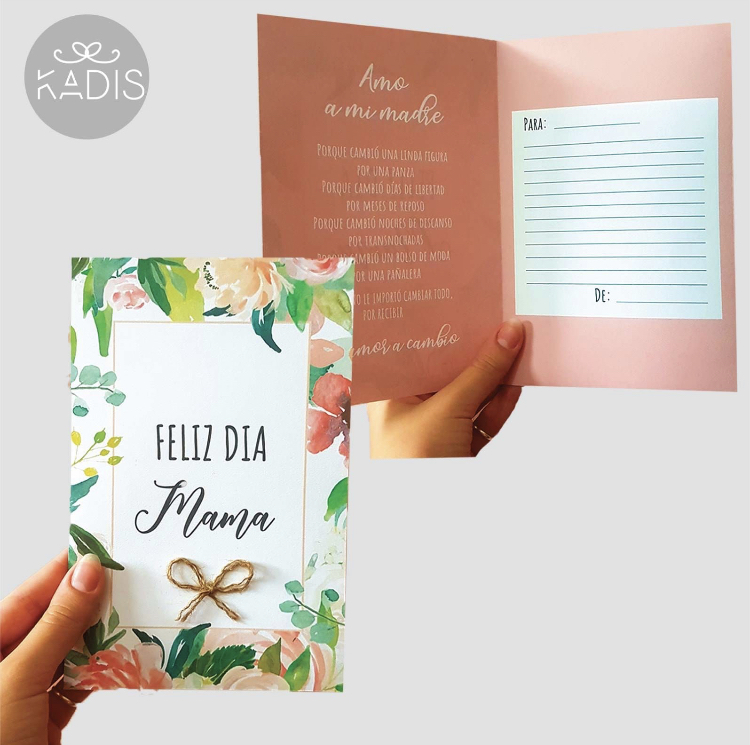 KADIS
Amo
a mi madre
PORQUE CAMBIÓ UNA LINDA FIGURA
POR UNA PANZA
PORQUE CAMBIÓ DÍAS DE LIBERTAD
POR MESES DE REPOSO
PORQUE CAMBIÓ NOCHES DE DESCANSO
POR TRANSNOCHADAS
CAMBIÓ UN BOLSO DE MODA
POR UNA PAÑALERA
LE IMPORTÓ CAMBIAR TODO,
POR RECIBIR
amor a cambio
PARA:
DE:
FELIZ DIA
Mama